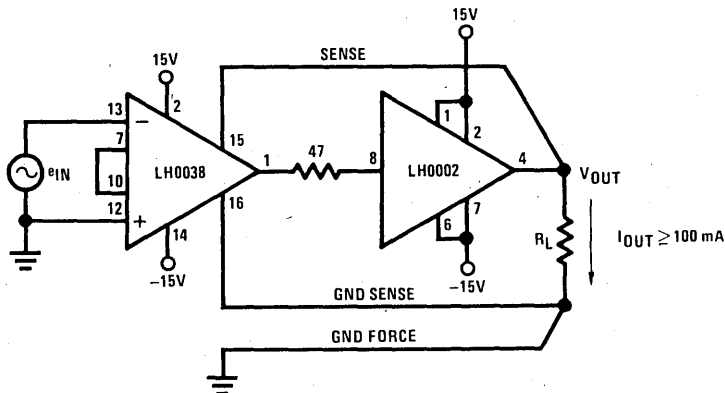 15V
SENSE
15V
13
2
7
−
15
1
2
LH0038
1
47
8
LH0002
4
eIN
10
VOUT
12
+
16
6
7
14
RL
IOUT ≥ 100 mA
−15V
−15V
GND SENSE
GND FORCE